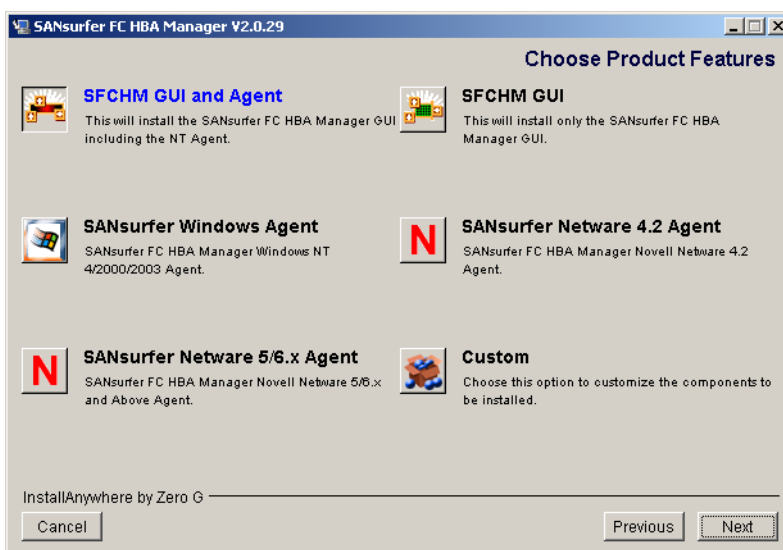 SANsurfer FC HBA Manager V2.0.29
Choose Product Features
SFCHM GUI and Agent
This will install the SANsurfer FC HBA Manager GUI
including the NT Agent.
SFCHM GUI
This will install only the SANsurfer FC HBA
Manager GUI.
SANsurfer Windows Agent
SANsurfer FC HBA Manager Windows NT
4/2000/2003 Agent.
N
SANsurfer Netware 4.2 Agent
SANsurfer FC HBA Manager Novell Netware 4.2
Agent.
N
SANsurfer Netware 5/6.x Agent
SANsurfer FC HBA Manager Novell Netware 5/6.x
and Above Agent.
Custom
Choose this option to customize the components to
be installed.
InstallAnywhere by Zero G
Cancel
Previous
Next